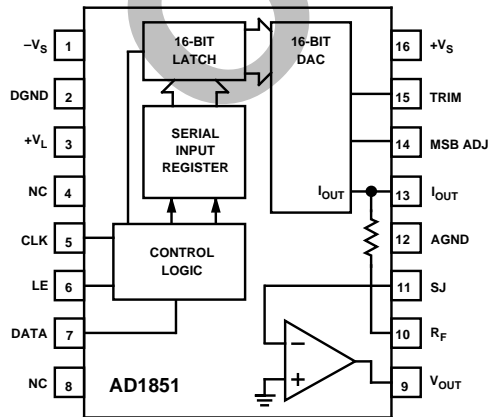 –VS 1
DGND 2
+VL 3
NC 4
CLK 5
LE 6
DATA 7
NC 8
16-BIT
LATCH
SERIAL
INPUT
REGISTER
CONTROL
LOGIC
16-BIT
DAC
IOUT
–
+
AD1851
16 +VS
15 TRIM
14 MSB ADJ
13 IOUT
12 AGND
11 SJ
10 RF
9 VOUT